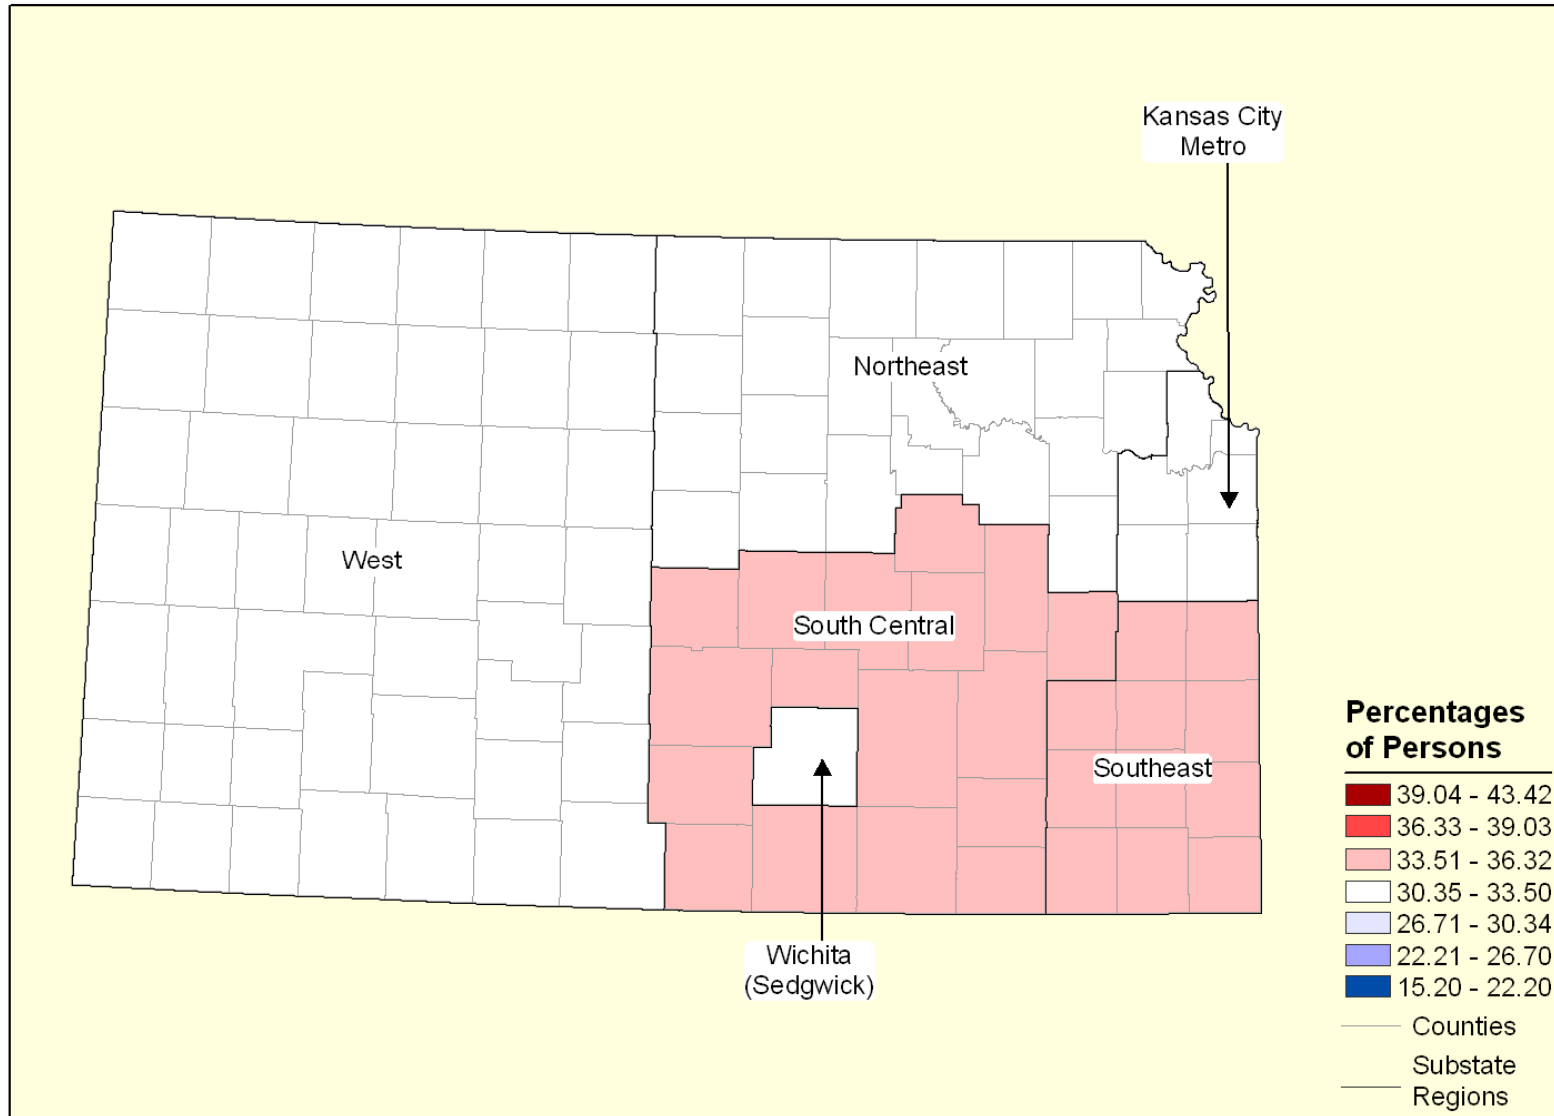 Kansas City
Metro
Northeast
West
South Central
Southeast
Wichita
(Sedgwick)
Percentages
of Persons
39.04 - 43.42
36.33 - 39.03
33.51 - 36.32
30.35 - 33.50
26.71 - 30.34
22.21 - 26.70
15.20 - 22.20
Counties
Substate
Regions